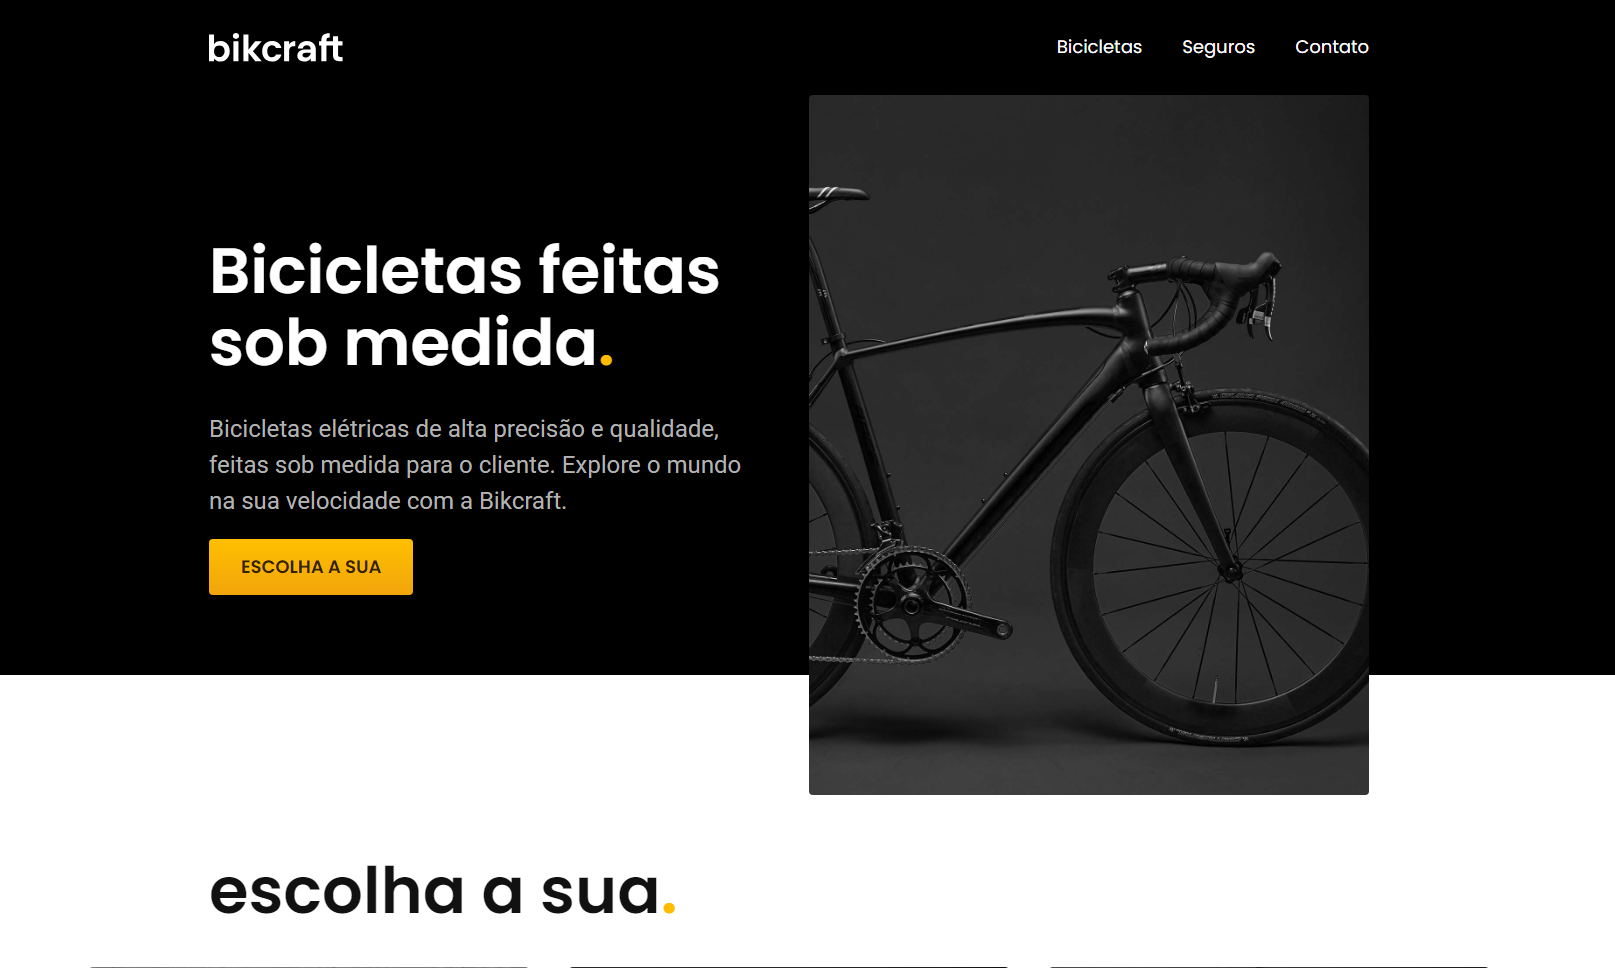 bikcraft
Bicicletas Seguros Contato
Bicicletas feitas
sob medida.
Bicicletas elétricas de alta precisão e qualidade,
feitas sob medida para o cliente. Explore o mundo
na sua velocidade com a Bikcraft.
ESCOLHA A SUA
escolha a sua.